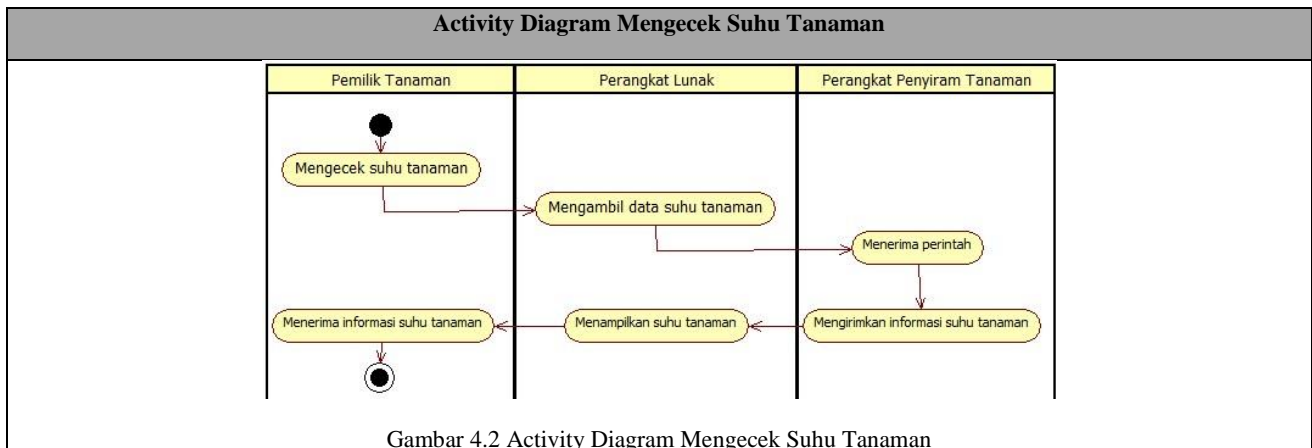 Activity Diagram Mengecek Suhu Tanaman
Pemilik Tanaman
Perangkat Lunak
Perangkat Penyiram Tanaman
Mengecek suhu tanaman
Mengambil data suhu tanaman
Menerima perintah
Menerima informasi suhu tanaman
Menampilkan suhu tanaman
Mengirimkan informasi suhu tanaman
Gambar 4.2 Activity Diagram Mengecek Suhu Tanaman